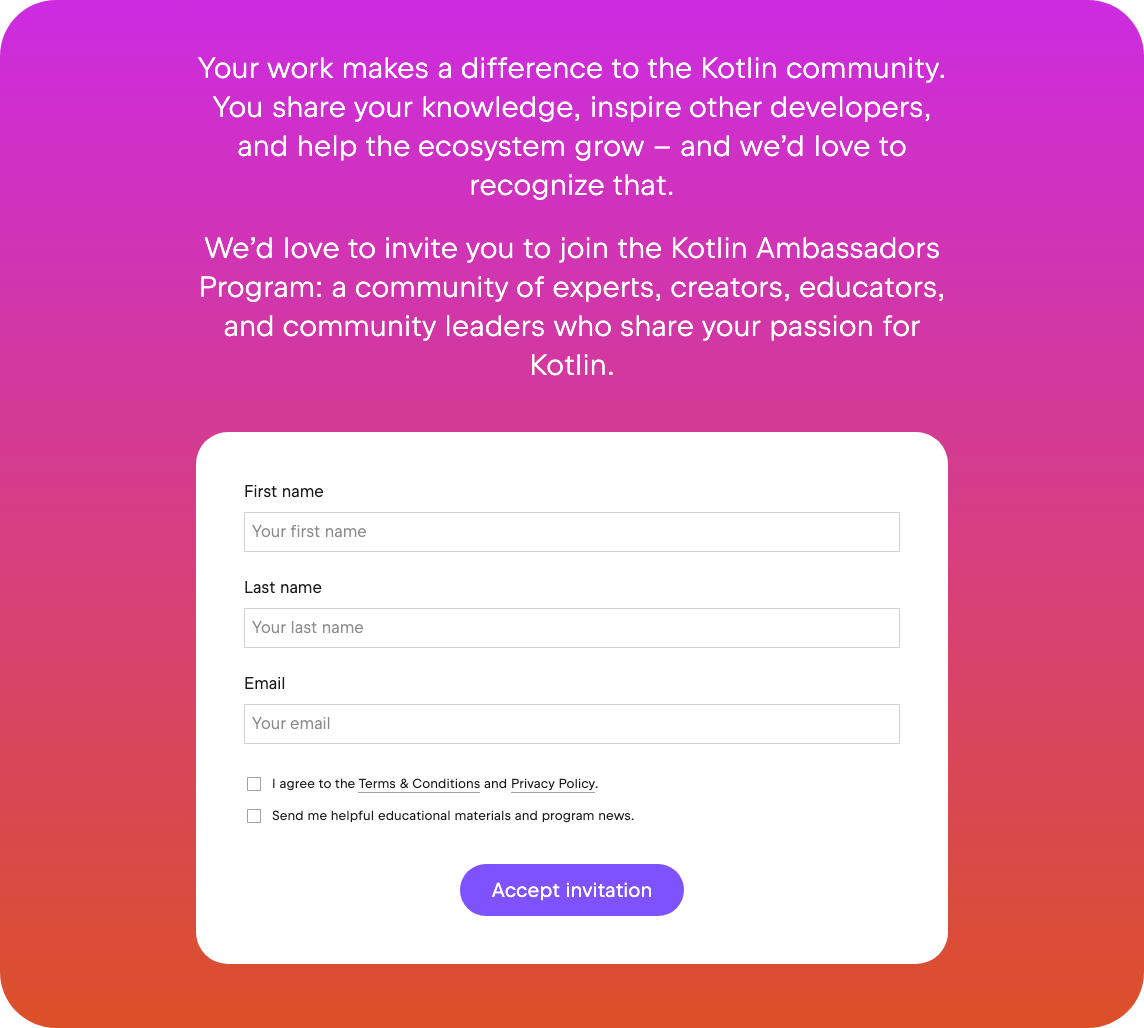 Your work makes a difference to the Kotlin community.
You share your knowledge, inspire other developers,
and help the ecosystem grow – and we’d love to
recognize that.
We’d love to invite you to join the Kotlin Ambassadors
Program: a community of experts, creators, educators,
and community leaders who share your passion for
Kotlin.
First name
Your first name
Last name
Your last name
Email
Your email
I agree to the Terms & Conditions and Privacy Policy.
Send me helpful educational materials and program news.
Accept invitation